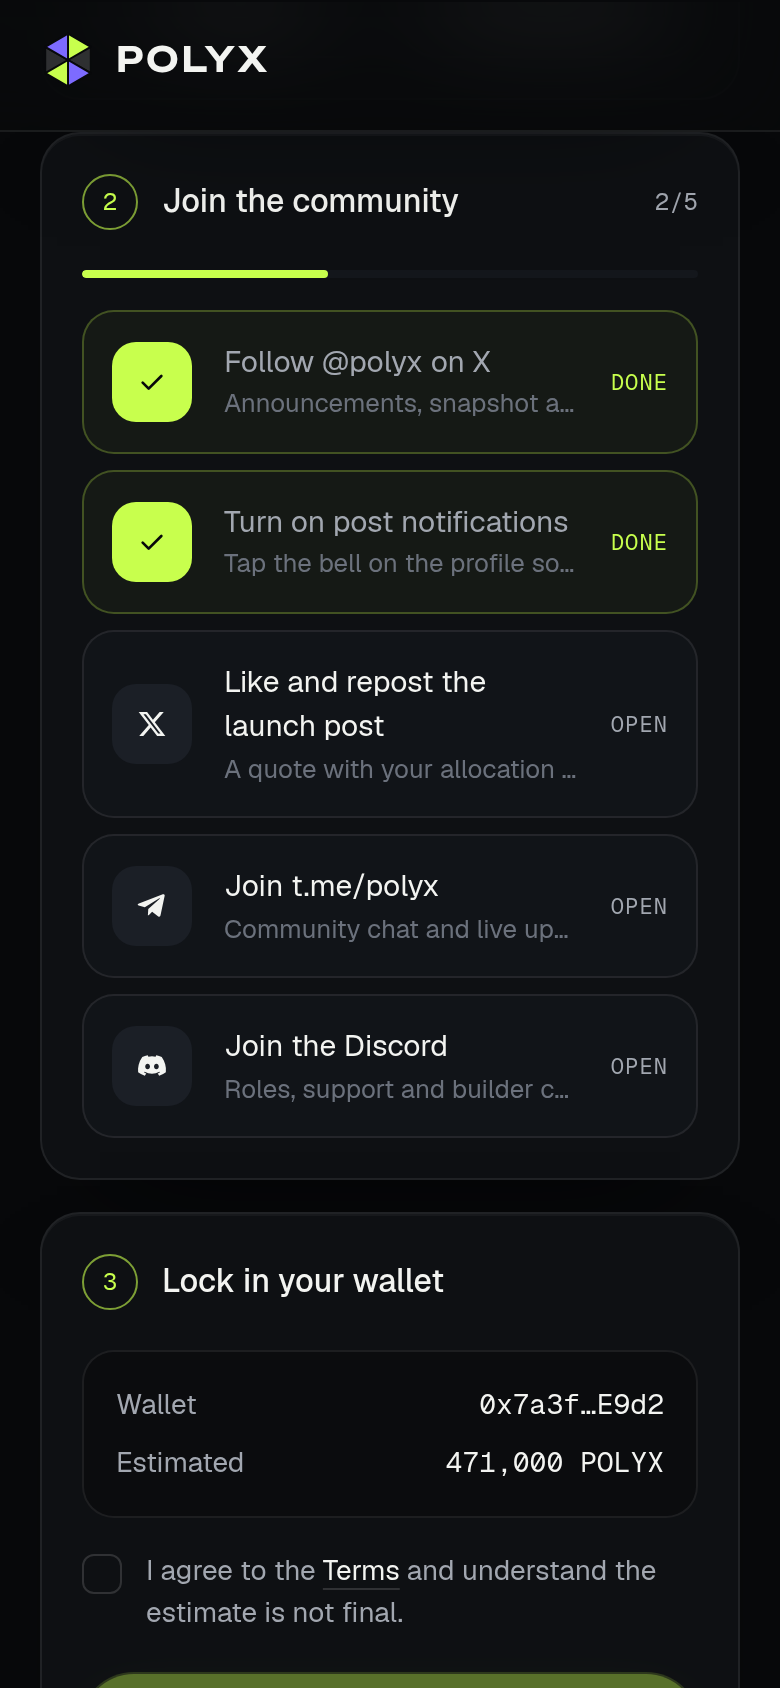 POLYX
2 Join the community 2/5
Follow @polyx on X
Announcements, snapshot a...
DONE
Turn on post notifications
Tap the bell on the profile so...
DONE
Like and repost the
launch post
A quote with your allocation ...
OPEN
Join t.me/polyx
Community chat and live up...
OPEN
Join the Discord
Roles, support and builder c...
OPEN
3 Lock in your wallet
Wallet 0x7a3f…E9d2
Estimated 471,000 POLYX
I agree to the Terms and understand the
estimate is not final.